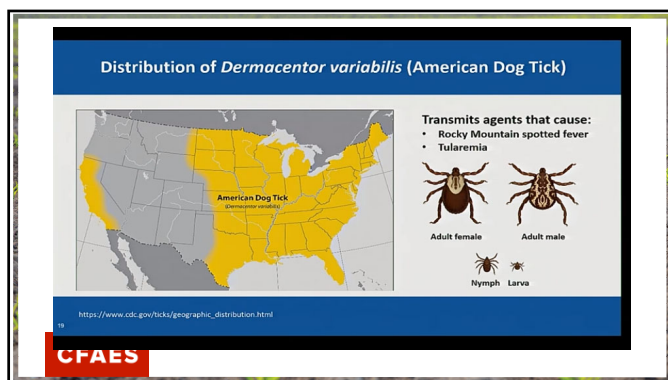 Distribution of Dermacentor variabilis (American Dog Tick)
American Dog Tick
(Dermacentor variabilis)
Transmits agents that cause:
• Rocky Mountain spotted fever
• Tularemia
Adult female
Adult male
Nymph
Larva
https://www.cdc.gov/ticks/geographic_distribution.html
19
CFAES